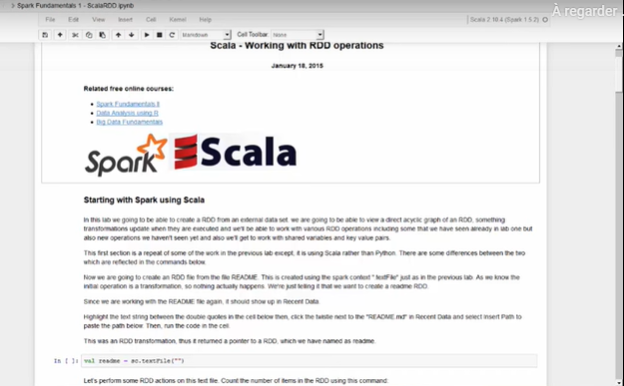 > Spark Fundamentals 1 - ScalaRDD.ipynb
À regarder
File Edit View Insert Cell Kernel Help
Scala 2.10.4 (Spark 1.5.2)
Markdown Cell Toolbar None
Scala - Working with RDD operations
January 18, 2015
Related free online courses:
Spark Fundamentals II
Data Analysis using R
Big Data Fundamentals
Spark Scala
Starting with Spark using Scala
In this lab we going to be able to create a RDD from an external data set. we are going to be able to view a direct acyclic graph of an RDD, something
transformations update when they are executed and we'll be able to work with various RDD operations including some that we have seen already in lab one but
also new operations we haven't seen yet and also we'll get to work with shared variables and key value pairs.
This first section is a repeat of some of the work in the previous lab except, it is using Scala rather than Python. There are some differences between the two
which are reflected in the commands below.
Now we are going to create an RDD file from the file README. This is created using the spark context ".textFile" just as in the previous lab. As we know the
initial operation is a transformation, so nothing actually happens. We're just telling it that we want to create a readme RDD.
Since we are working with the README file again, it should show up in Recent Data.
Highlight the text string between the double quotes in the cell below then, click the twistie next to the "README.md" in Recent Data and select Insert Path to
paste the path below. Then, run the code in the cell.
This was an RDD transformation, thus it returned a pointer to a RDD, which we have named as readme.
In [ ]: val readme = sc.textFile("")
Let's perform some RDD actions on this text file. Count the number of items in the RDD using this command: